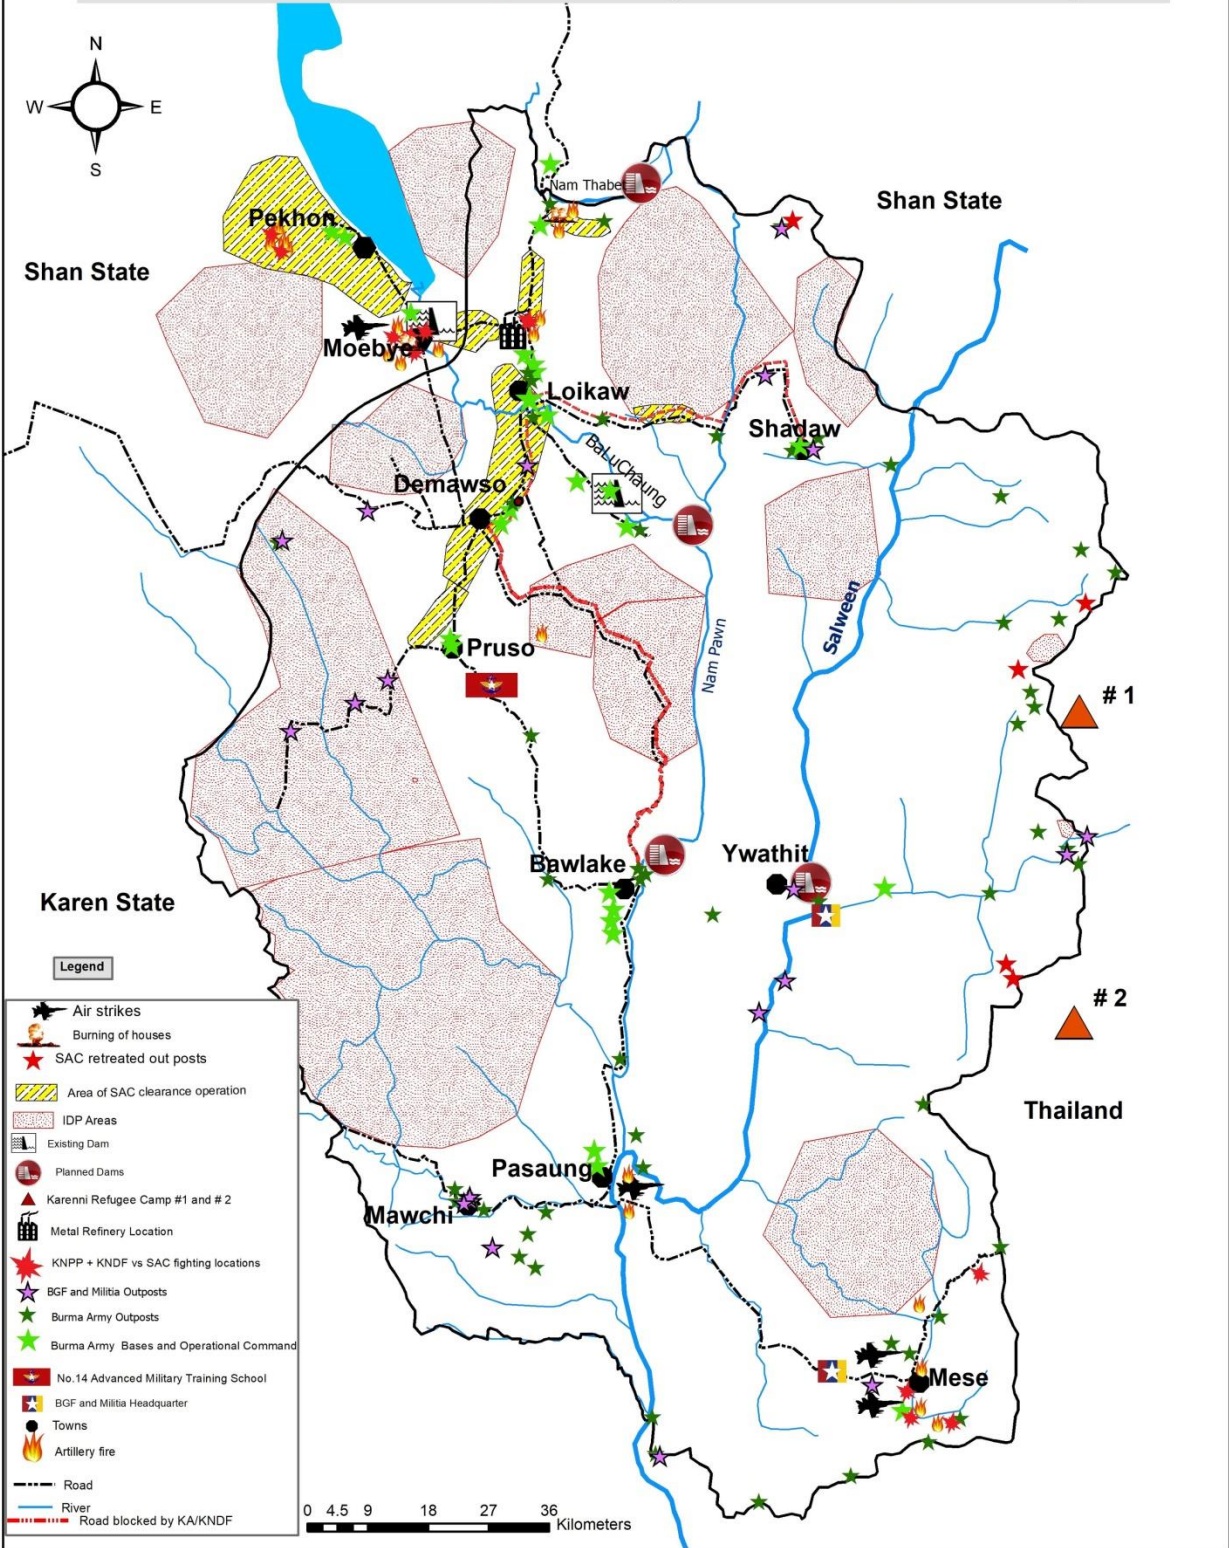 N
W E
S
Shan State
Nam Thabet
Pekhon
Shan State
Moebye
Loikaw
Shadaw
BaLuChaung
Demawso
Salween
Pruso
Nam Pawn
# 1
Bawlake
Ywathit
Karen State
Legend
Air strikes
Burning of houses
SAC retreated out posts
Area of SAC clearance operation
IDP Areas
Existing Dam
Planned Dams
Karenni Refugee Camp #1 and # 2
Metal Refinery Location
KNPP + KNDF vs SAC fighting locations
BGF and Militia Outposts
Burma Army Outposts
Burma Army Bases and Operational Command
No.14 Advanced Military Training School
BGF and Militia Headquarter
Towns
Artillery fire
Road
River
Road blocked by KA/KNDF
# 2
Thailand
Pasaung
Mawchi
Mese
0 4.5 9 18 27 36
Kilometers